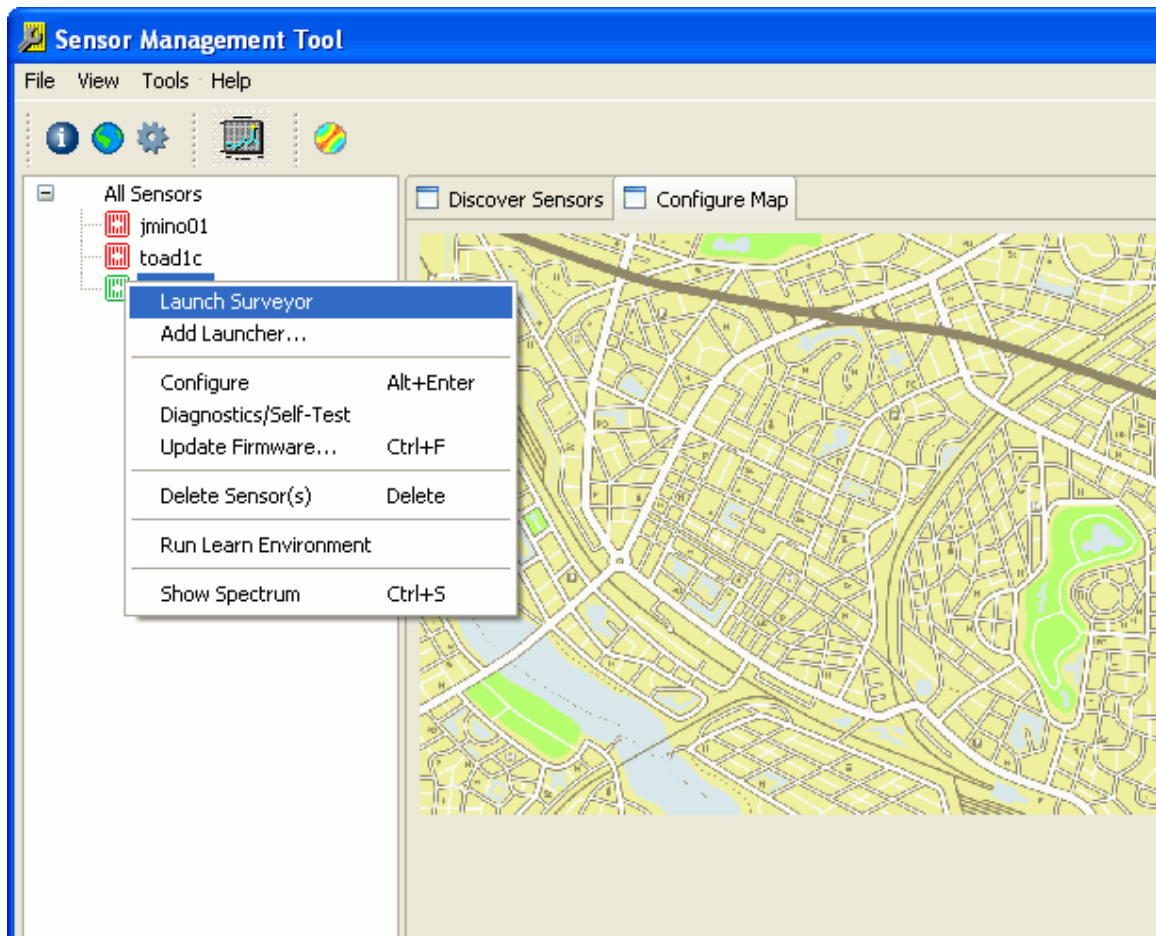 Sensor Management Tool
File View Tools Help
All Sensors
jmino01
toad1c
Discover Sensors Configure Map
Launch Surveyor
Add Launcher...
Configure Alt+Enter
Diagnostics/Self-Test
Update Firmware... Ctrl+F
Delete Sensor(s) Delete
Run Learn Environment
Show Spectrum Ctrl+S